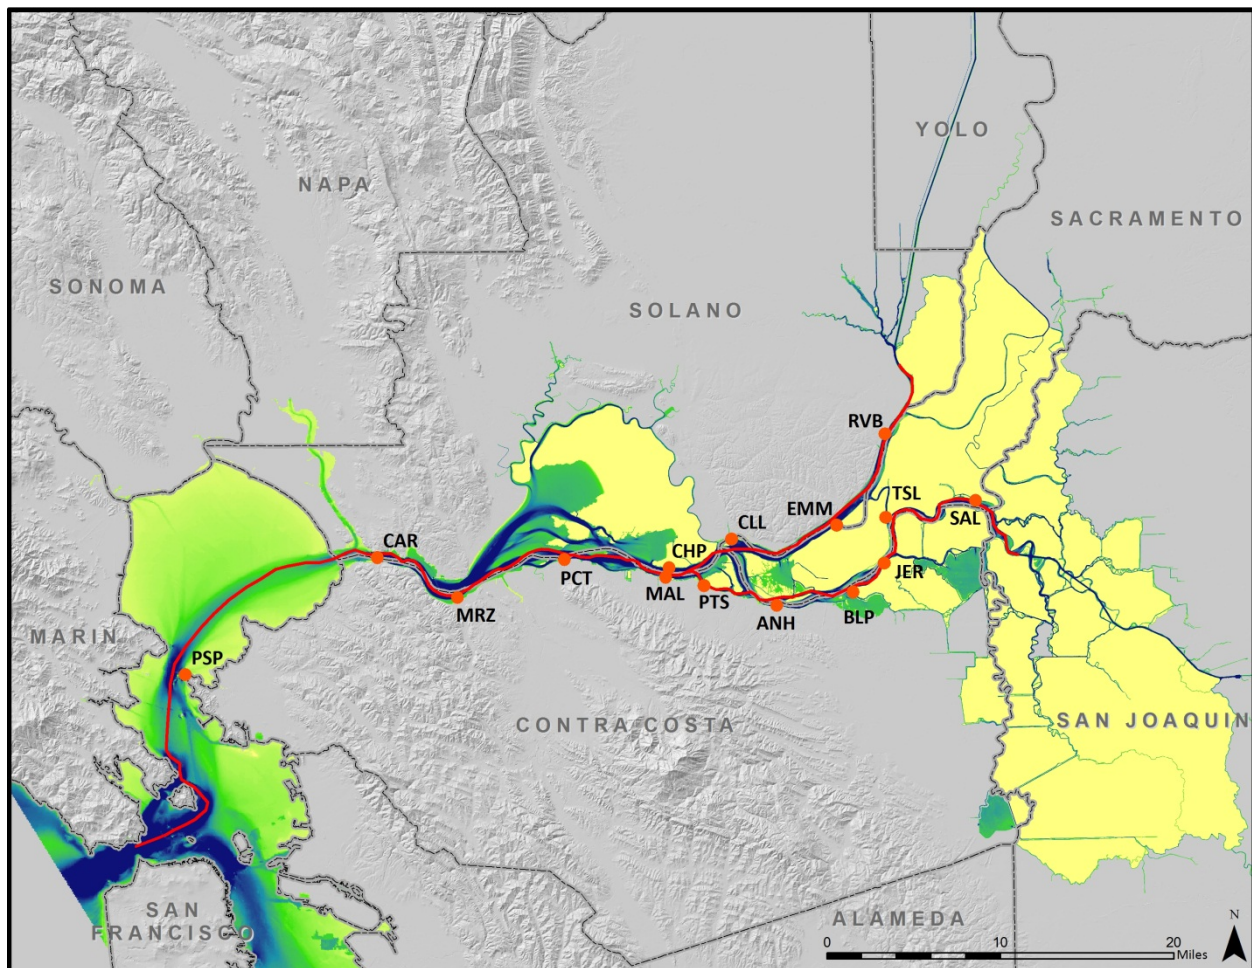 YOLO
NAPA
SACRAMENTO
SONOMA
SOLANO
RVB
TSL
EMM
SAL
CLL
CAR
CHP
PCT
JER
MAL
PTS
MRZ
BLP
ANH
MARIN
PSP
CONTRA COSTA
SAN JOAQUIN
SAN
FRANCISCO
ALAMEDA
N
0 10 20
Miles